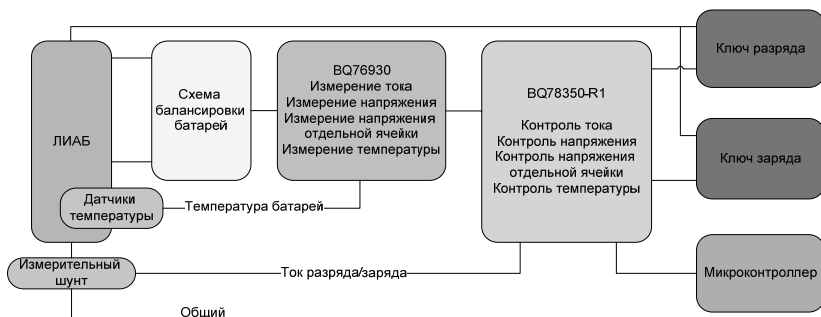 ЛИАБ
Схема
балансировки
батарей
BQ76930
Измерение тока
Измерение напряжения
Измерение напряжения
отдельной ячейки
Измерение температуры
BQ78350-R1
Контроль тока
Контроль напряжения
Контроль напряжения
отдельной ячейки
Контроль температуры
Ключ разряда
Ключ заряда
Датчики
температуры
Температура батарей
Измерительный
шунт
Ток разряда/заряда
Микроконтроллер
Общий